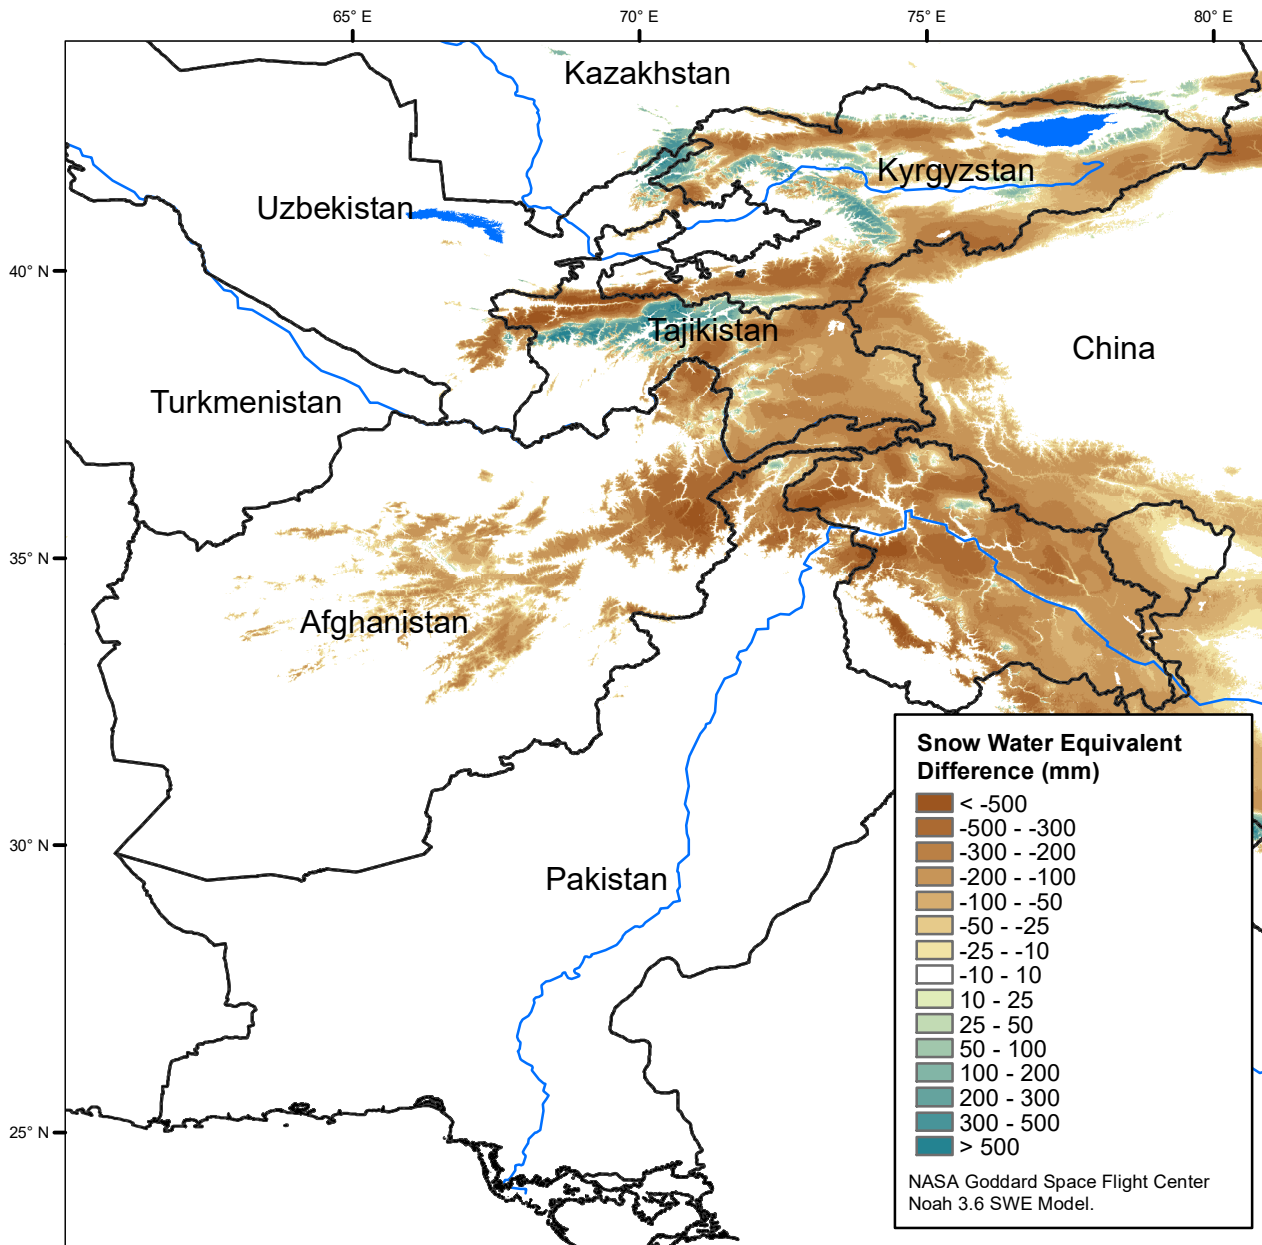 65° E
70° E
75° E
80° E
Kazakhstan
Kyrgyzstan
Uzbekistan
40° N
Tajikistan
China
Turkmenistan
35° N
Afghanistan
Snow Water Equivalent
Difference (mm)
< -500
-500 - -300
30° N
-300 - -200
Pakistan
-200 - -100
-100 - -50
-50 - -25
-25 - -10
-10 - 10
10 - 25
25 - 50
50 - 100
100 - 200
200 - 300
25° N
300 - 500
> 500
NASA Goddard Space Flight Center
Noah 3.6 SWE Model.